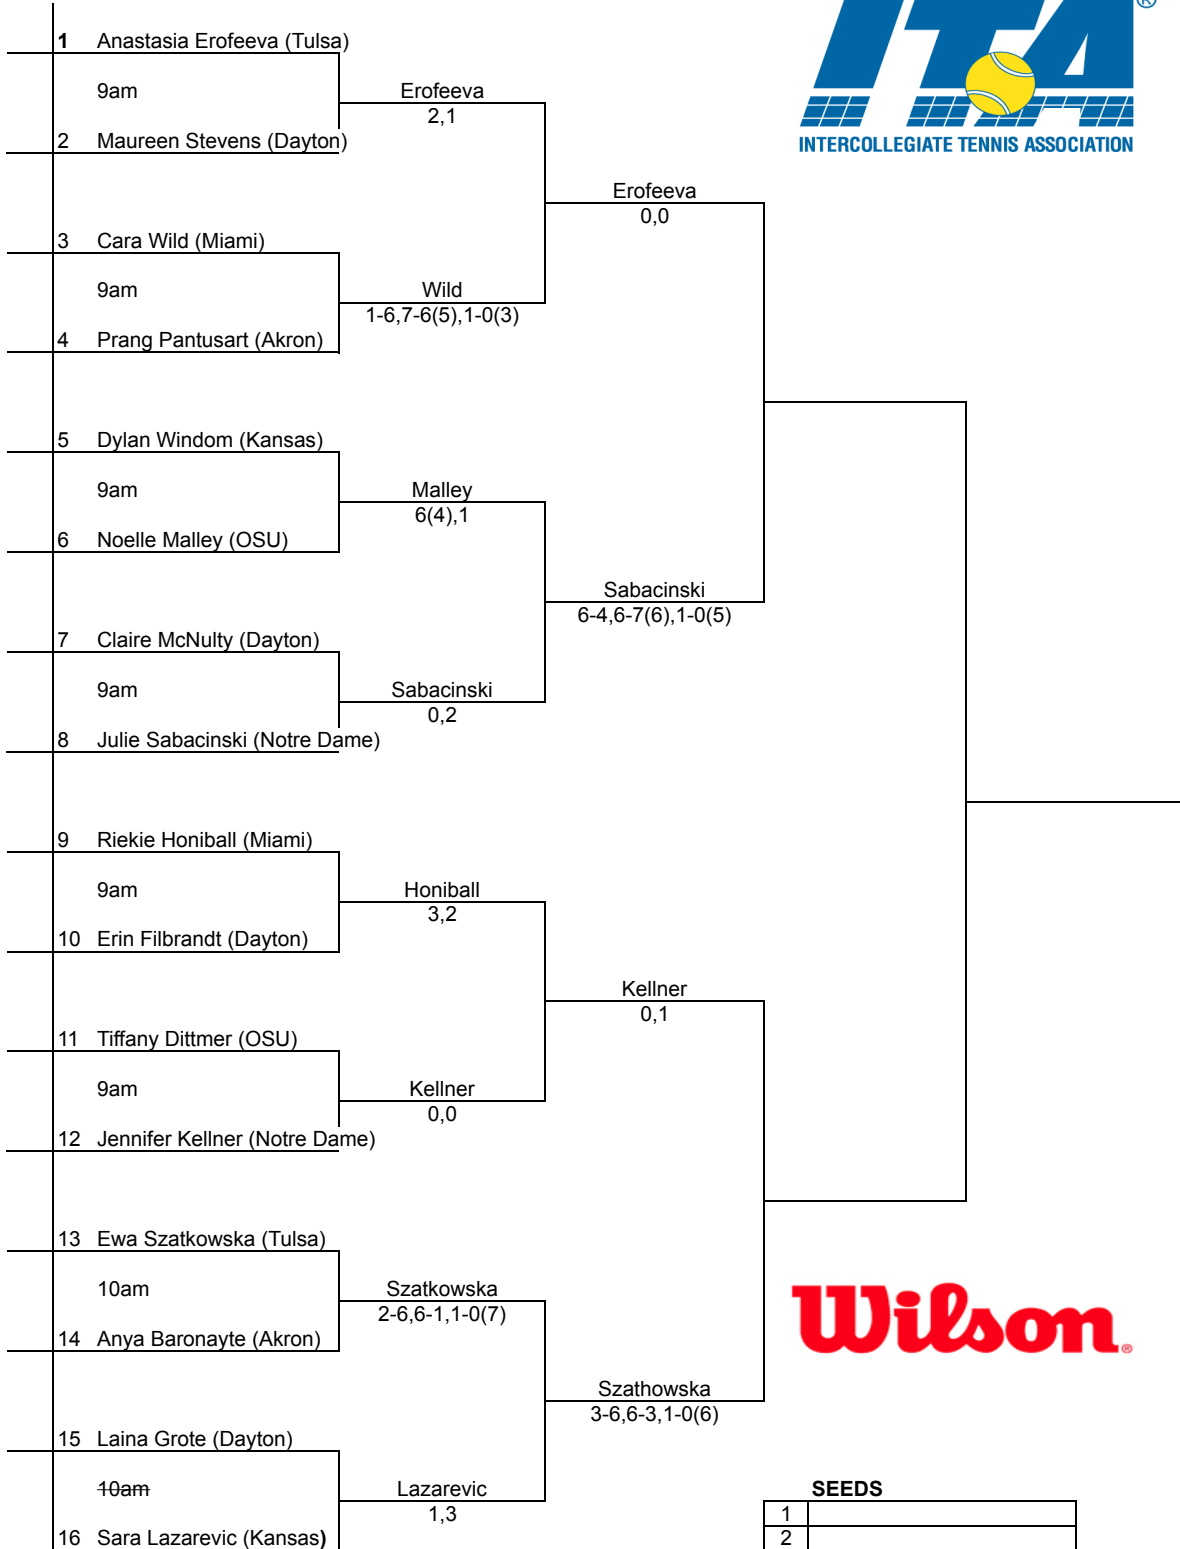 ITA®
INTERCOLLEGIATE TENNIS ASSOCIATION
1 Anastasia Erofeeva (Tulsa)
9am
Erofeeva
2,1
2 Maureen Stevens (Dayton)
Erofeeva
0,0
3 Cara Wild (Miami)
9am
Wild
1-6,7-6(5),1-0(3)
4 Prang Pantusart (Akron)
5 Dylan Windom (Kansas)
9am
Malley
6(4),1
6 Noelle Malley (OSU)
Sabacinski
6-4,6-7(6),1-0(5)
7 Claire McNulty (Dayton)
9am
Sabacinski
0,2
8 Julie Sabacinski (Notre Dame)
9 Riekie Honiball (Miami)
9am
Honiball
3,2
10 Erin Filbrandt (Dayton)
Kellner
0,1
11 Tiffany Dittmer (OSU)
9am
Kellner
0,0
12 Jennifer Kellner (Notre Dame)
13 Ewa Szatkowska (Tulsa)
10am
Szatkowska
2-6,6-1,1-0(7)
14 Anya Baronayte (Akron)
Wilson®
Szathowska
3-6,6-3,1-0(6)
15 Laina Grote (Dayton)
10am
Lazarevic
1,3
16 Sara Lazarevic (Kansas)
SEEDS
1
2